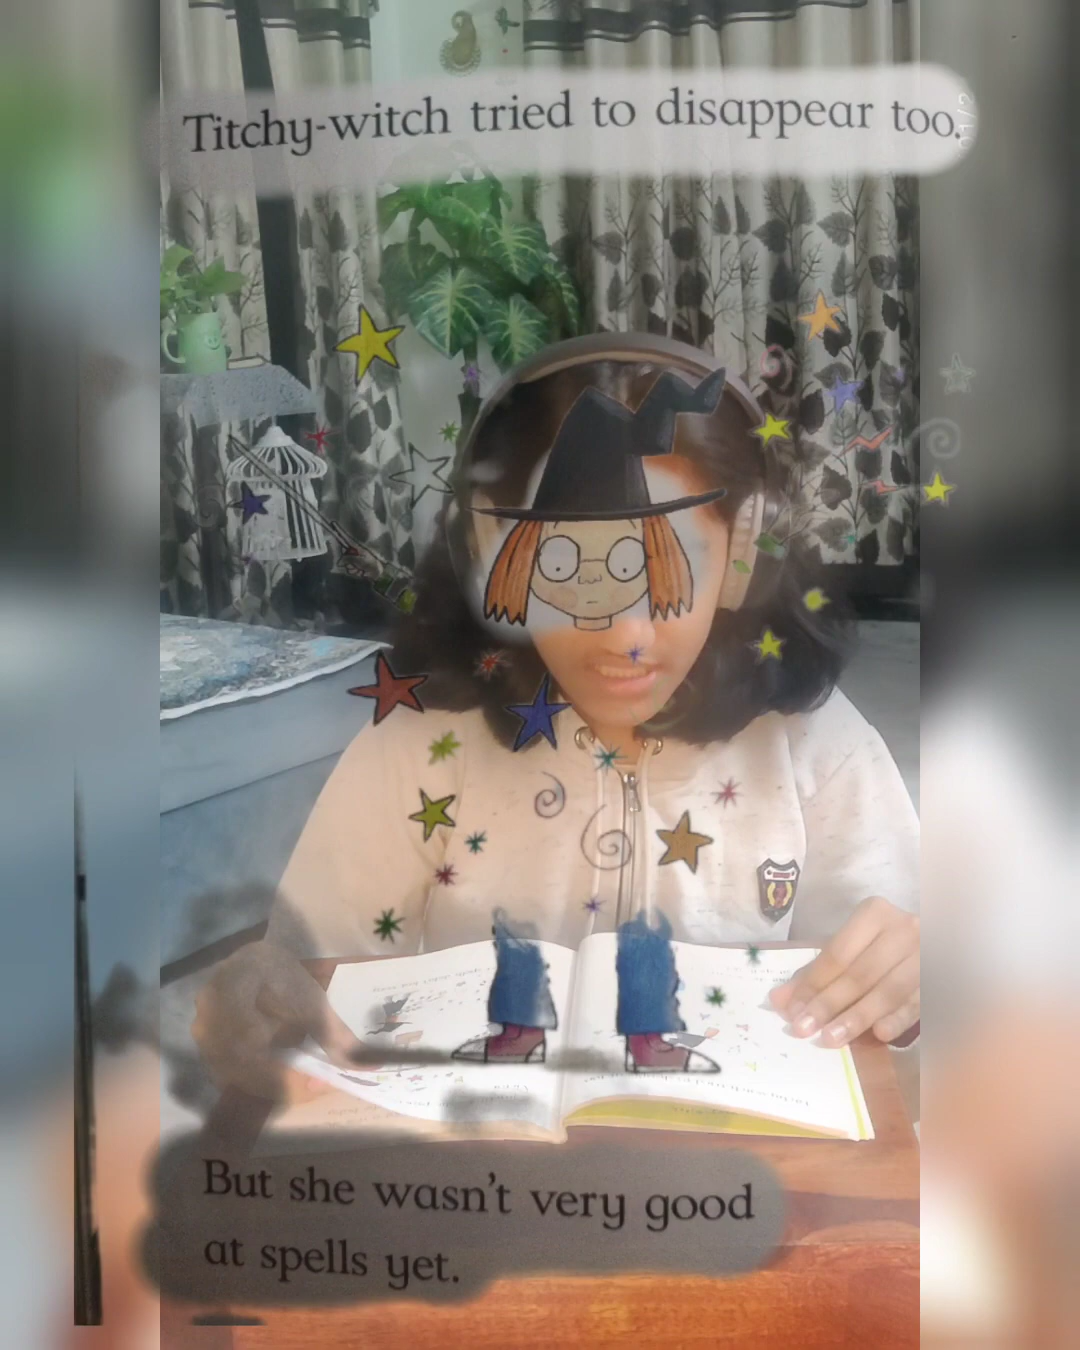 Titchy-witch tried to disappear too.
But she wasn't very good
at spells yet.